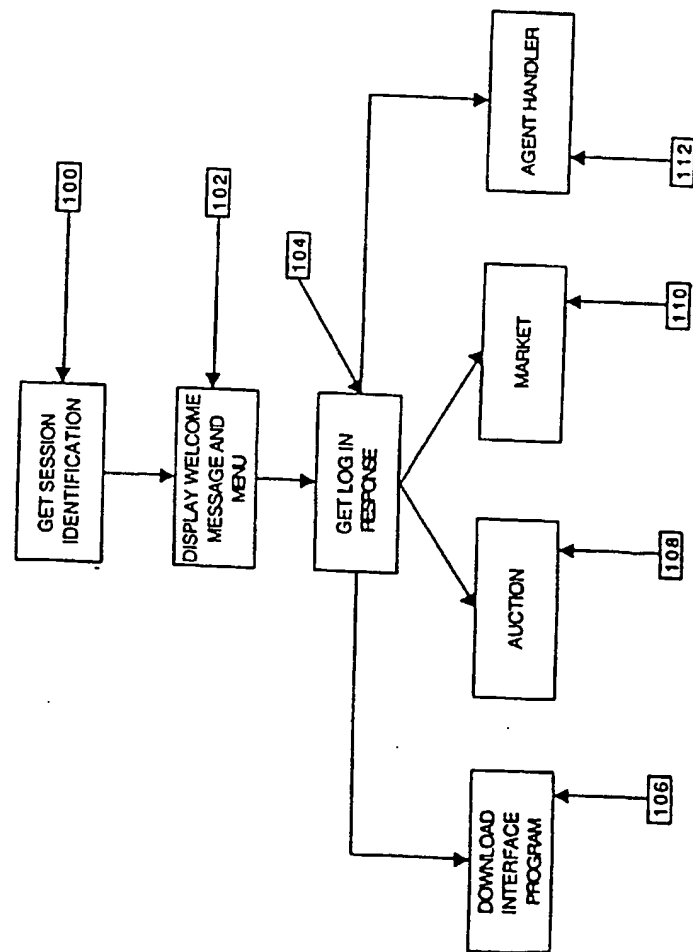 GET SESSION
IDENTIFICATION
100
DISPLAY WELCOME
MESSAGE AND
MENU
102
GET LOG IN
RESPONSE
104
DOWNLOAD
INTERFACE
PROGRAM
106
AUCTION
108
MARKET
110
AGENT HANDLER
112